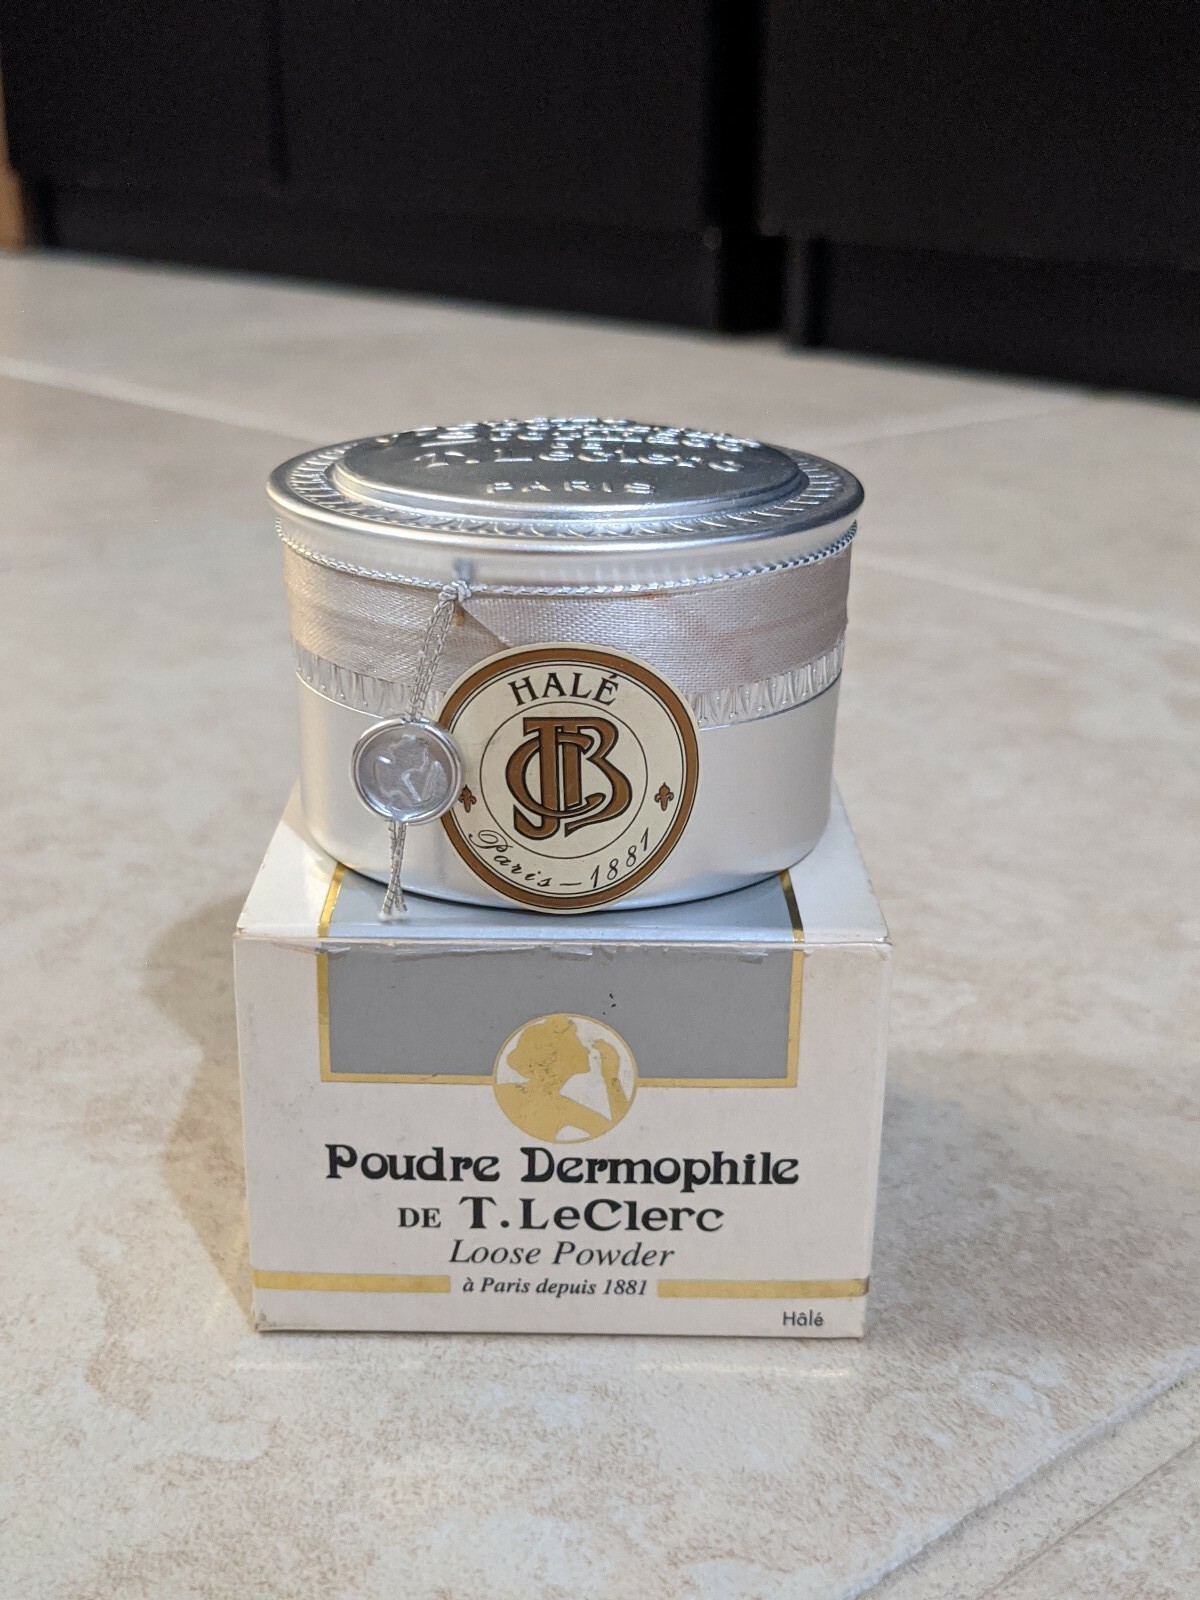 T. LeClerc
PARIS
HALÉ
Paris – 1881
Poudre Dermophile
DE T. LeClerc
Loose Powder
à Paris depuis 1881
Hâlé